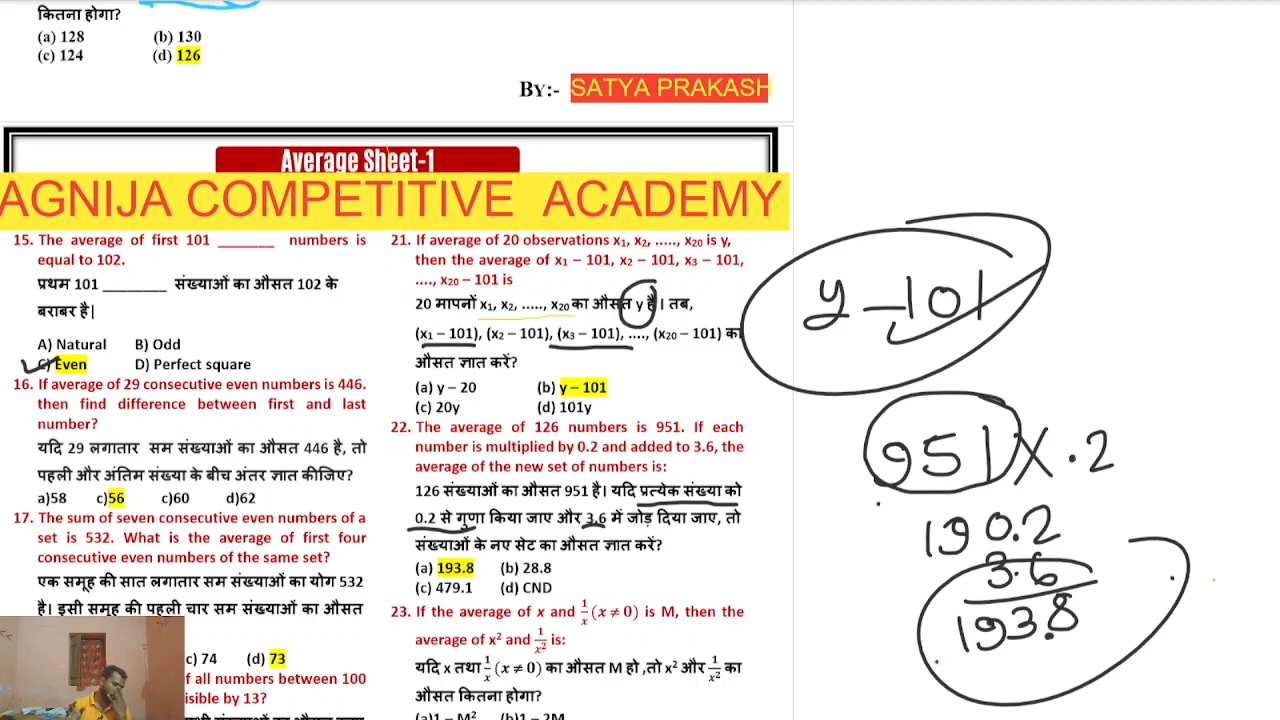 कितना होगा?
(a) 128 (b) 130
(c) 124 (d) 126
BY:- SATYA PRAKASH
Average Sheet-1
AGNIJA COMPETITIVE ACADEMY
15. The average of first 101 _______ numbers is
equal to 102.
प्रथम 101 ________ संख्याओं का औसत 102 के
बराबर है|
A) Natural B) Odd
C) Even D) Perfect square
16. If average of 29 consecutive even numbers is 446.
then find difference between first and last
number?
यदि 29 लगातार सम संख्याओं का औसत 446 है, तो
पहली और अंतिम संख्या के बीच अंतर ज्ञात कीजिए?
a)58 c)56 c)60 d)62
17. The sum of seven consecutive even numbers of a
set is 532. What is the average of first four
consecutive even numbers of the same set?
एक समूह की सात लगातार सम संख्याओं का योग 532
है। इसी समूह की पहली चार सम संख्याओं का औसत
c) 74 (d) 73
f all numbers between 100
isible by 13?
21. If average of 20 observations x₁, x₂, ....., x₂₀ is y,
then the average of x₁ – 101, x₂ – 101, x₃ – 101,
...., x₂₀ – 101 is
20 मापनों x₁, x₂, ....., x₂₀ का औसत y है। तब,
(x₁ – 101), (x₂ – 101), (x₃ – 101), ...., (x₂₀ – 101) का
औसत ज्ञात करें?
(a) y – 20 (b) y – 101
(c) 20y (d) 101y
22. The average of 126 numbers is 951. If each
number is multiplied by 0.2 and added to 3.6, the
average of the new set of numbers is:
126 संख्याओं का औसत 951 है। यदि प्रत्येक संख्या को
0.2 से गुणा किया जाए और 3.6 में जोड़ दिया जाए, तो
संख्याओं के नए सेट का औसत ज्ञात करें?
(a) 193.8 (b) 28.8
(c) 479.1 (d) CND
23. If the average of x and 1/x (x ≠ 0) is M, then the
average of x² and 1/x² is:
यदि x तथा 1/x (x ≠ 0) का औसत M हो ,तो x² और 1/x² का
औसत कितना होगा?
(a)1 – M² (b)1 – 2M
y – 101
951 X .2
190.2
3.6
193.8